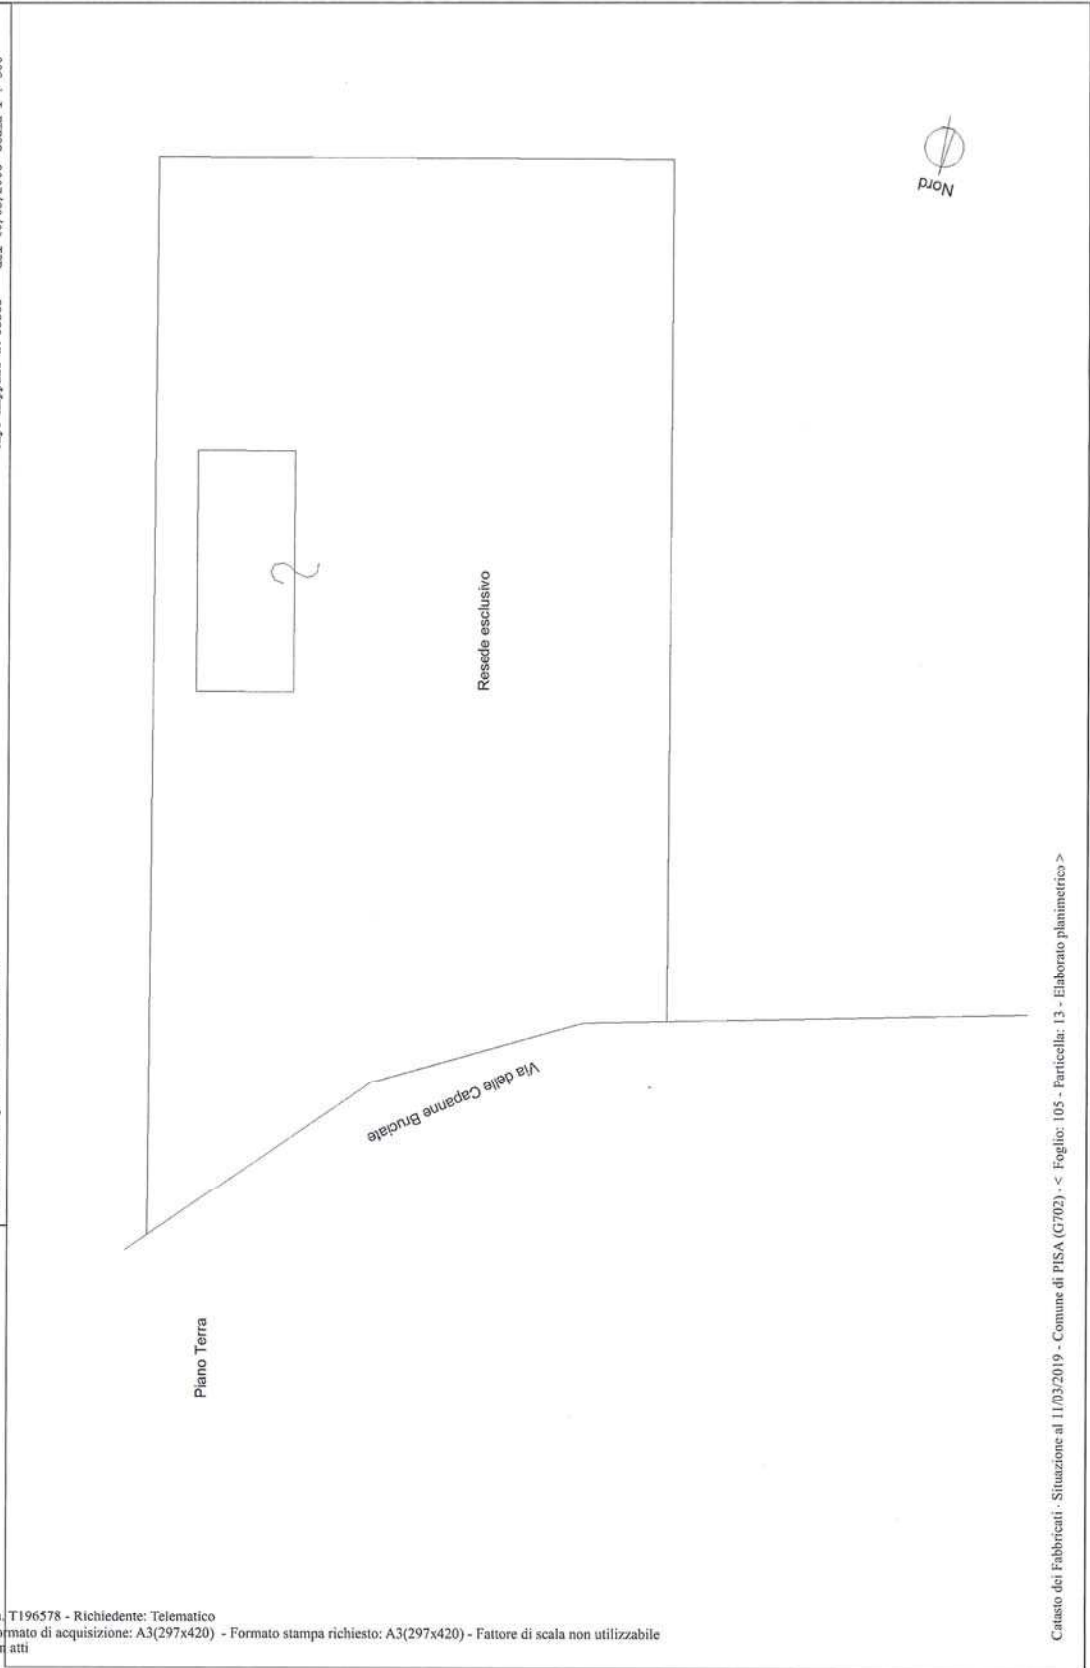 Nord
Resede esclusivo
Via delle Capanne Bruciate
Piano Terra
Catasto dei Fabbricati - Situazione al 11/03/2019 - Comune di PISA (G702) - < Foglio: 105 - Particella: 13 - Elaborato planimetrico >
T196578 - Richiedente: Telematico
rmato di acquisizione: A3(297x420) - Formato stampa richiesto: A3(297x420) - Fattore di scala non utilizzabile
atti